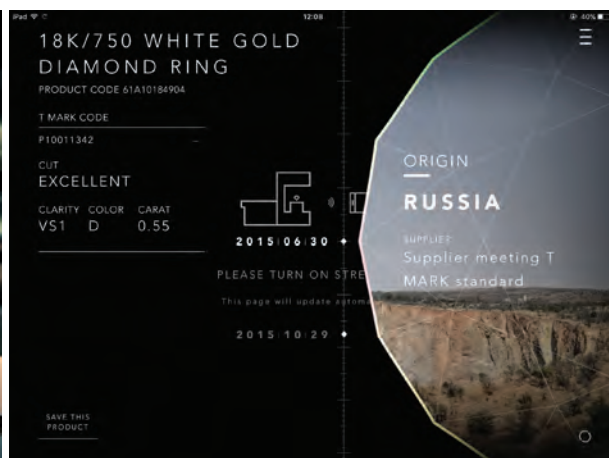 iPad
12:08
40%
18K/750 WHITE GOLD
DIAMOND RING
PRODUCT CODE 61A10184904
T MARK CODE
P10011342
CUT
EXCELLENT
CLARITY COLOR CARAT
VS1 D 0.55
2015 06 30
PLEASE TURN ON STRE
This page will update automa
2015 10 29
ORIGIN
RUSSIA
SUPPLIER
Supplier meeting T
MARK standard
SAVE THIS
PRODUCT